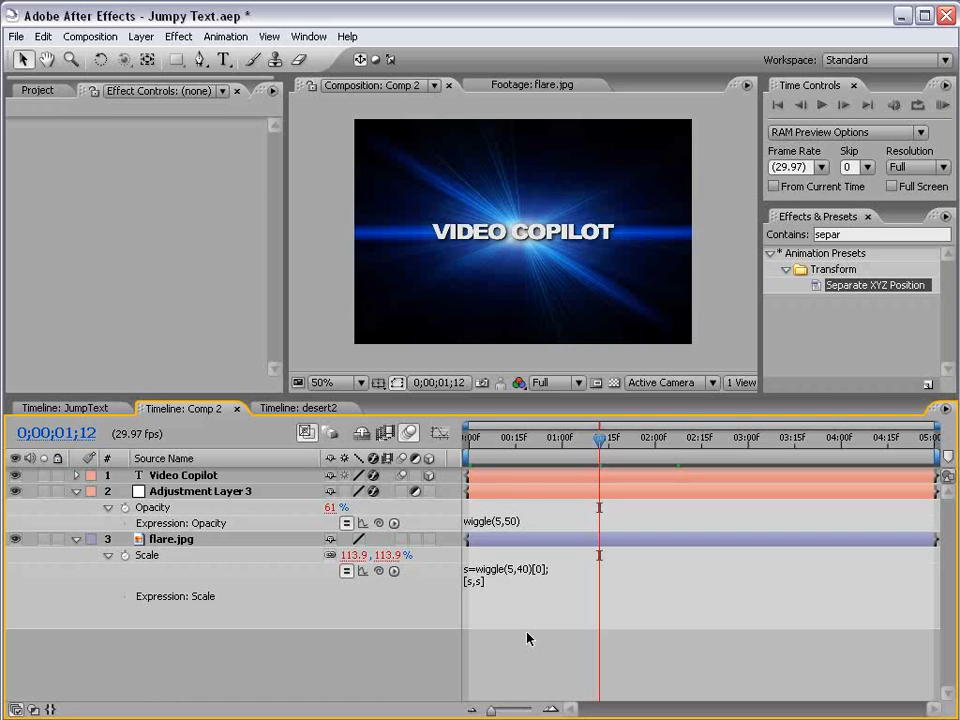 Adobe After Effects - Jumpy Text.aep *
File Edit Composition Layer Effect Animation View Window Help
Workspace: Standard
Project Effect Controls: (none)
Composition: Comp 2 Footage: flare.jpg
Time Controls
RAM Preview Options
Frame Rate Skip Resolution
(29.97) 0 Full
From Current Time Full Screen
Effects & Presets
Contains: separ
* Animation Presets
Transform
Separate XYZ Position
VIDEO COPILOT
50% 0;00;01;12 Full Active Camera 1 View
Timeline: JumpText Timeline: Comp 2 Timeline: desert2
0;00;01;12 (29.97 fps)
:00F 00:15F 01:00F 15F 02:00F 02:15F 03:00F 03:15F 04:00F 04:15F 05:00
# Source Name
1 T Video Copilot
2 Adjustment Layer 3
Opacity 61 %
Expression: Opacity wiggle(5,50)
3 flare.jpg
Scale 113.9, 113.9 %
s=wiggle(5,40)[0];
[s,s]
Expression: Scale